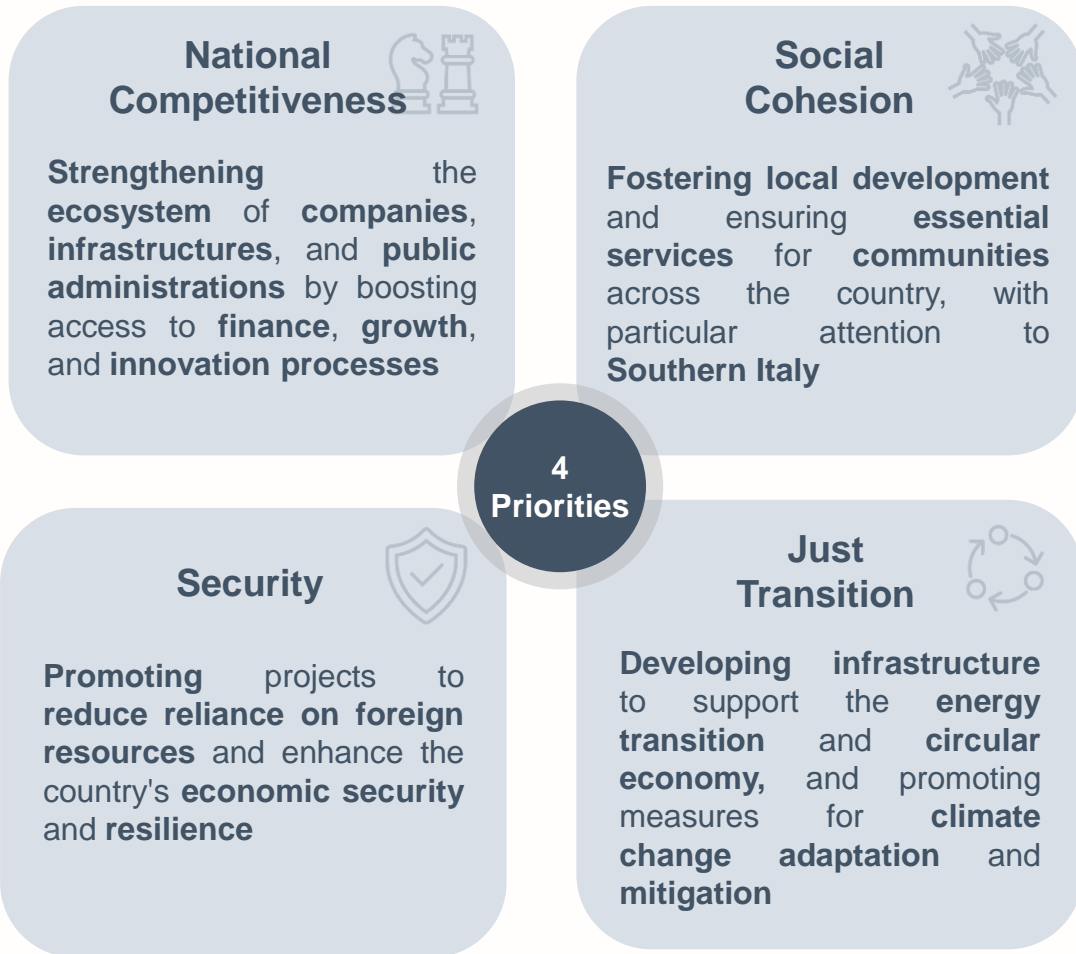 National
Competitiveness
Strengthening the
ecosystem of companies,
infrastructures, and public
administrations by boosting
access to finance, growth,
and innovation processes
Social
Cohesion
Fostering local development
and ensuring essential
services for communities
across the country, with
particular attention to
Southern Italy
4
Priorities
Security
Promoting projects to
reduce reliance on foreign
resources and enhance the
country's economic security
and resilience
Just
Transition
Developing infrastructure
to support the energy
transition and circular
economy, and promoting
measures for climate
change adaptation and
mitigation